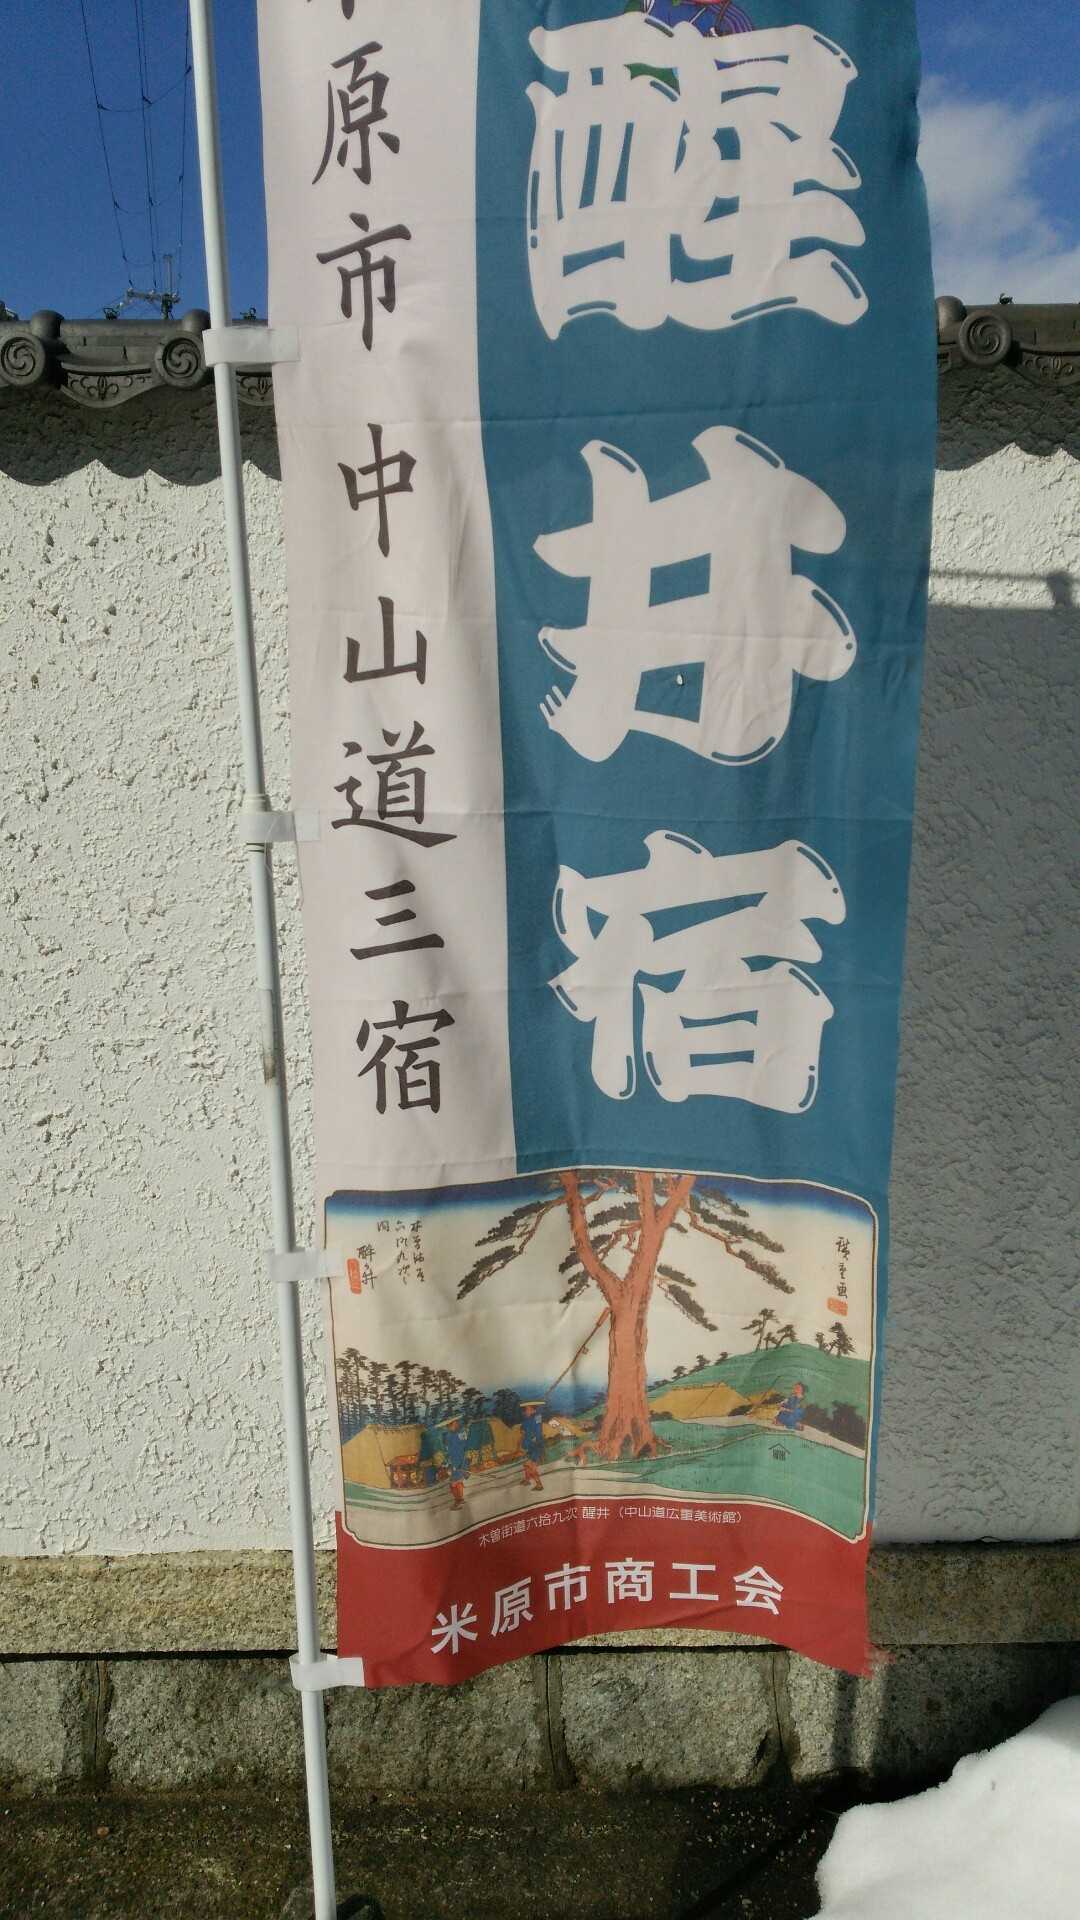 醒井宿
米原市 中山道三宿
木曽街道六拾九次 醒井（中山道広重美術館）
米原市商工会